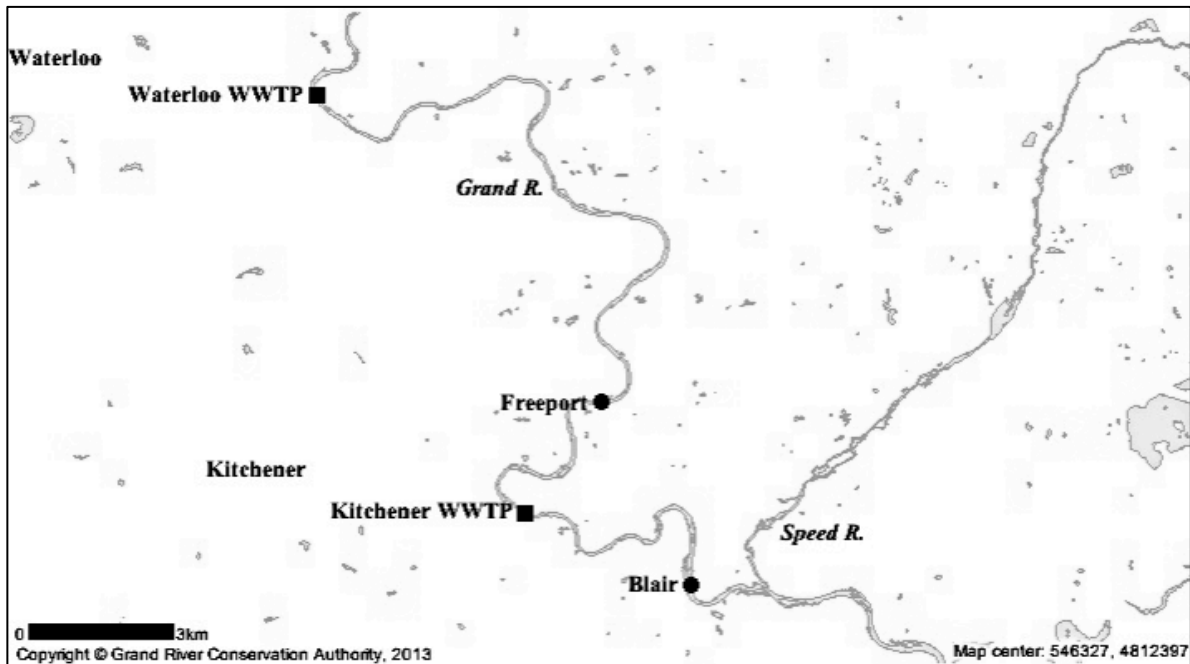 Waterloo
Waterloo WWTP
Grand R.
Freeport
Kitchener
Kitchener WWTP
Speed R.
Blair
0 3km
Copyright © Grand River Conservation Authority, 2013
Map center: 546327, 4812397